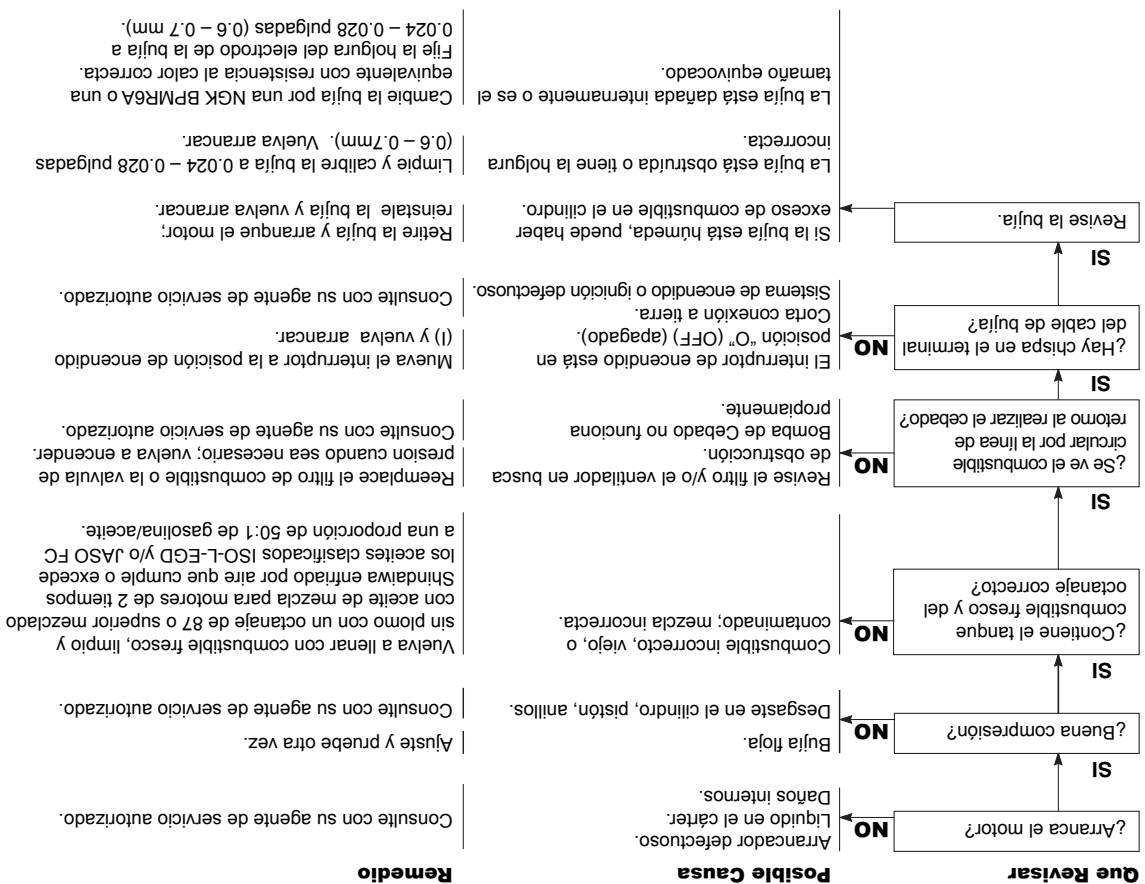 Que Revisar
Posible Causa
Remedio
¿Arranca el motor?
NO
Arrancador defectuoso.
Liquido en el cárter.
Daños internos.
Consulte con su agente de servicio autorizado.
SI
¿Buena compresión?
NO
Bujía floja.
Ajuste y pruebe otra vez.
Desgaste en el cilindro, pistón, anillos.
Consulte con su agente de servicio autorizado.
SI
¿Contiene el tanque
combustible fresco y del
octanaje correcto?
NO
Combustible incorrecto, viejo, o
contaminado; mezcla incorrecta.
Vuelva a llenar con combustible fresco, limpio y
sin plomo con un octanaje de 87 o superior mezclado
con aceite de mezcla para motores de 2 tiempos
Shindaiwa enfriado por aire que cumple o excede
los aceites clasificados ISO-L-EGD y/o JASO FC
a una proporción de 50:1 de gasolina/aceite.
SI
¿Se ve el combustible
circular por la línea de
retorno al realizar el cebado?
NO
Revise el filtro y/o el ventilador en busca
de obstrucción.
Bomba de Cebado no funciona
propiamente.
Reemplace el filtro de combustible o la valvula de
presion cuando sea necesario; vuelva a encender.
Consulte con su agente de servicio autorizado.
SI
¿Hay chispa en el terminal
del cable de bujía?
NO
El interruptor de encendido está en
posición "O" (OFF) (apagado).
Corta conexión a tierra.
Sistema de encendido o ignición defectuoso.
Mueva el interruptor a la posición de encendido
(I) y vuelva arrancar.
Consulte con su agente de servicio autorizado.
SI
Revise la bujía.
Si la bujía está húmeda, puede haber
exceso de combustible en el cilindro.
Retire la bujía y arranque el motor;
reinstale la bujía y vuelva arrancar.
La bujía está obstruída o tiene la holgura
incorrecta.
Limpie y calibre la bujía a 0.024 – 0.028 pulgadas
(0.6 – 0.7mm). Vuelva arrancar.
La bujía está dañada internamente o es el
tamaño equivocado.
Cambie la bujía por una NGK BPMR6A o una
equivalente con resistencia al calor correcta.
Fije la holgura del electrodo de la bujía a
0.024 – 0.028 pulgadas (0.6 – 0.7 mm).